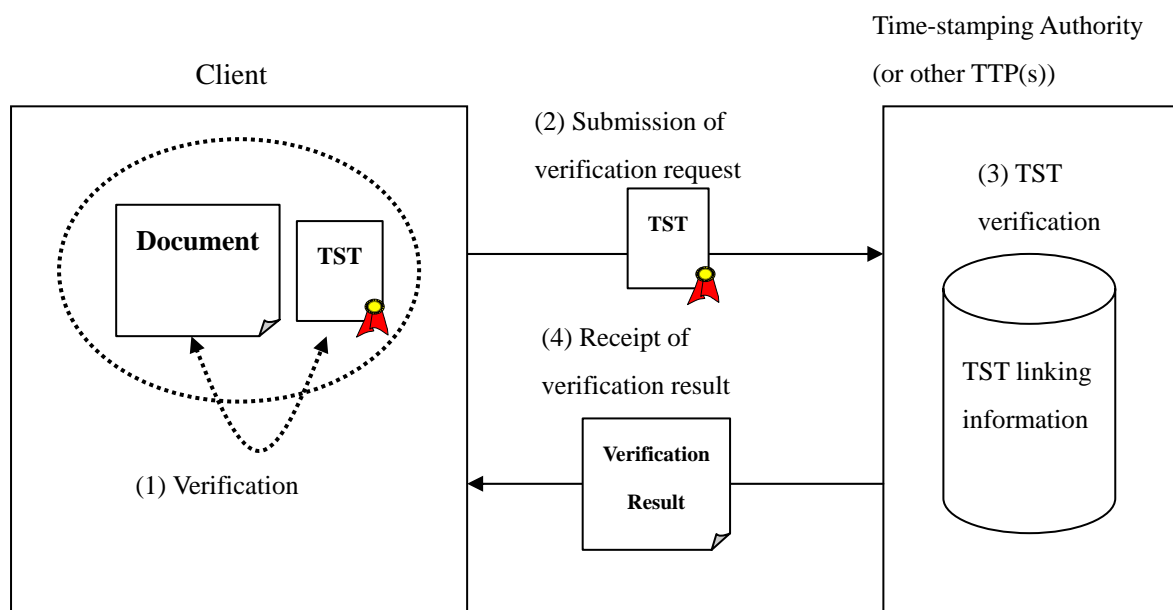 Time-stamping Authority
(or other TTP(s))
Client
(2) Submission of
verification request
TST
(3) TST
verification
Document
TST
(4) Receipt of
verification result
TST linking
information
Verification
Result
(1) Verification